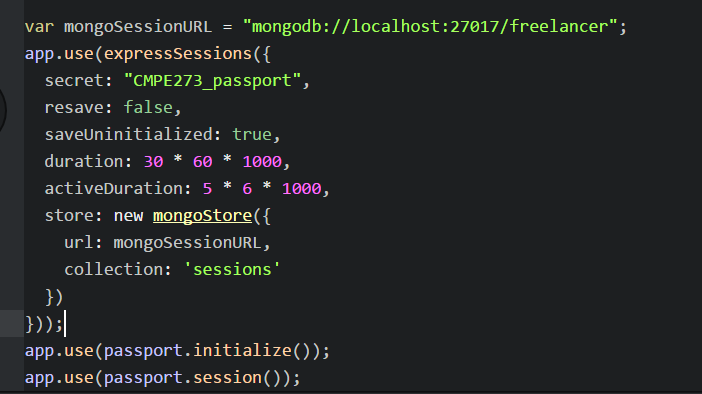 var mongoSessionURL = "mongodb://localhost:27017/freelancer";
app.use(expressSessions({
  secret: "CMPE273_passport",
  resave: false,
  saveUninitialized: true,
  duration: 30 * 60 * 1000,
  activeDuration: 5 * 6 * 1000,
  store: new mongoStore({
    url: mongoSessionURL,
    collection: 'sessions'
  })
}));
app.use(passport.initialize());
app.use(passport.session());